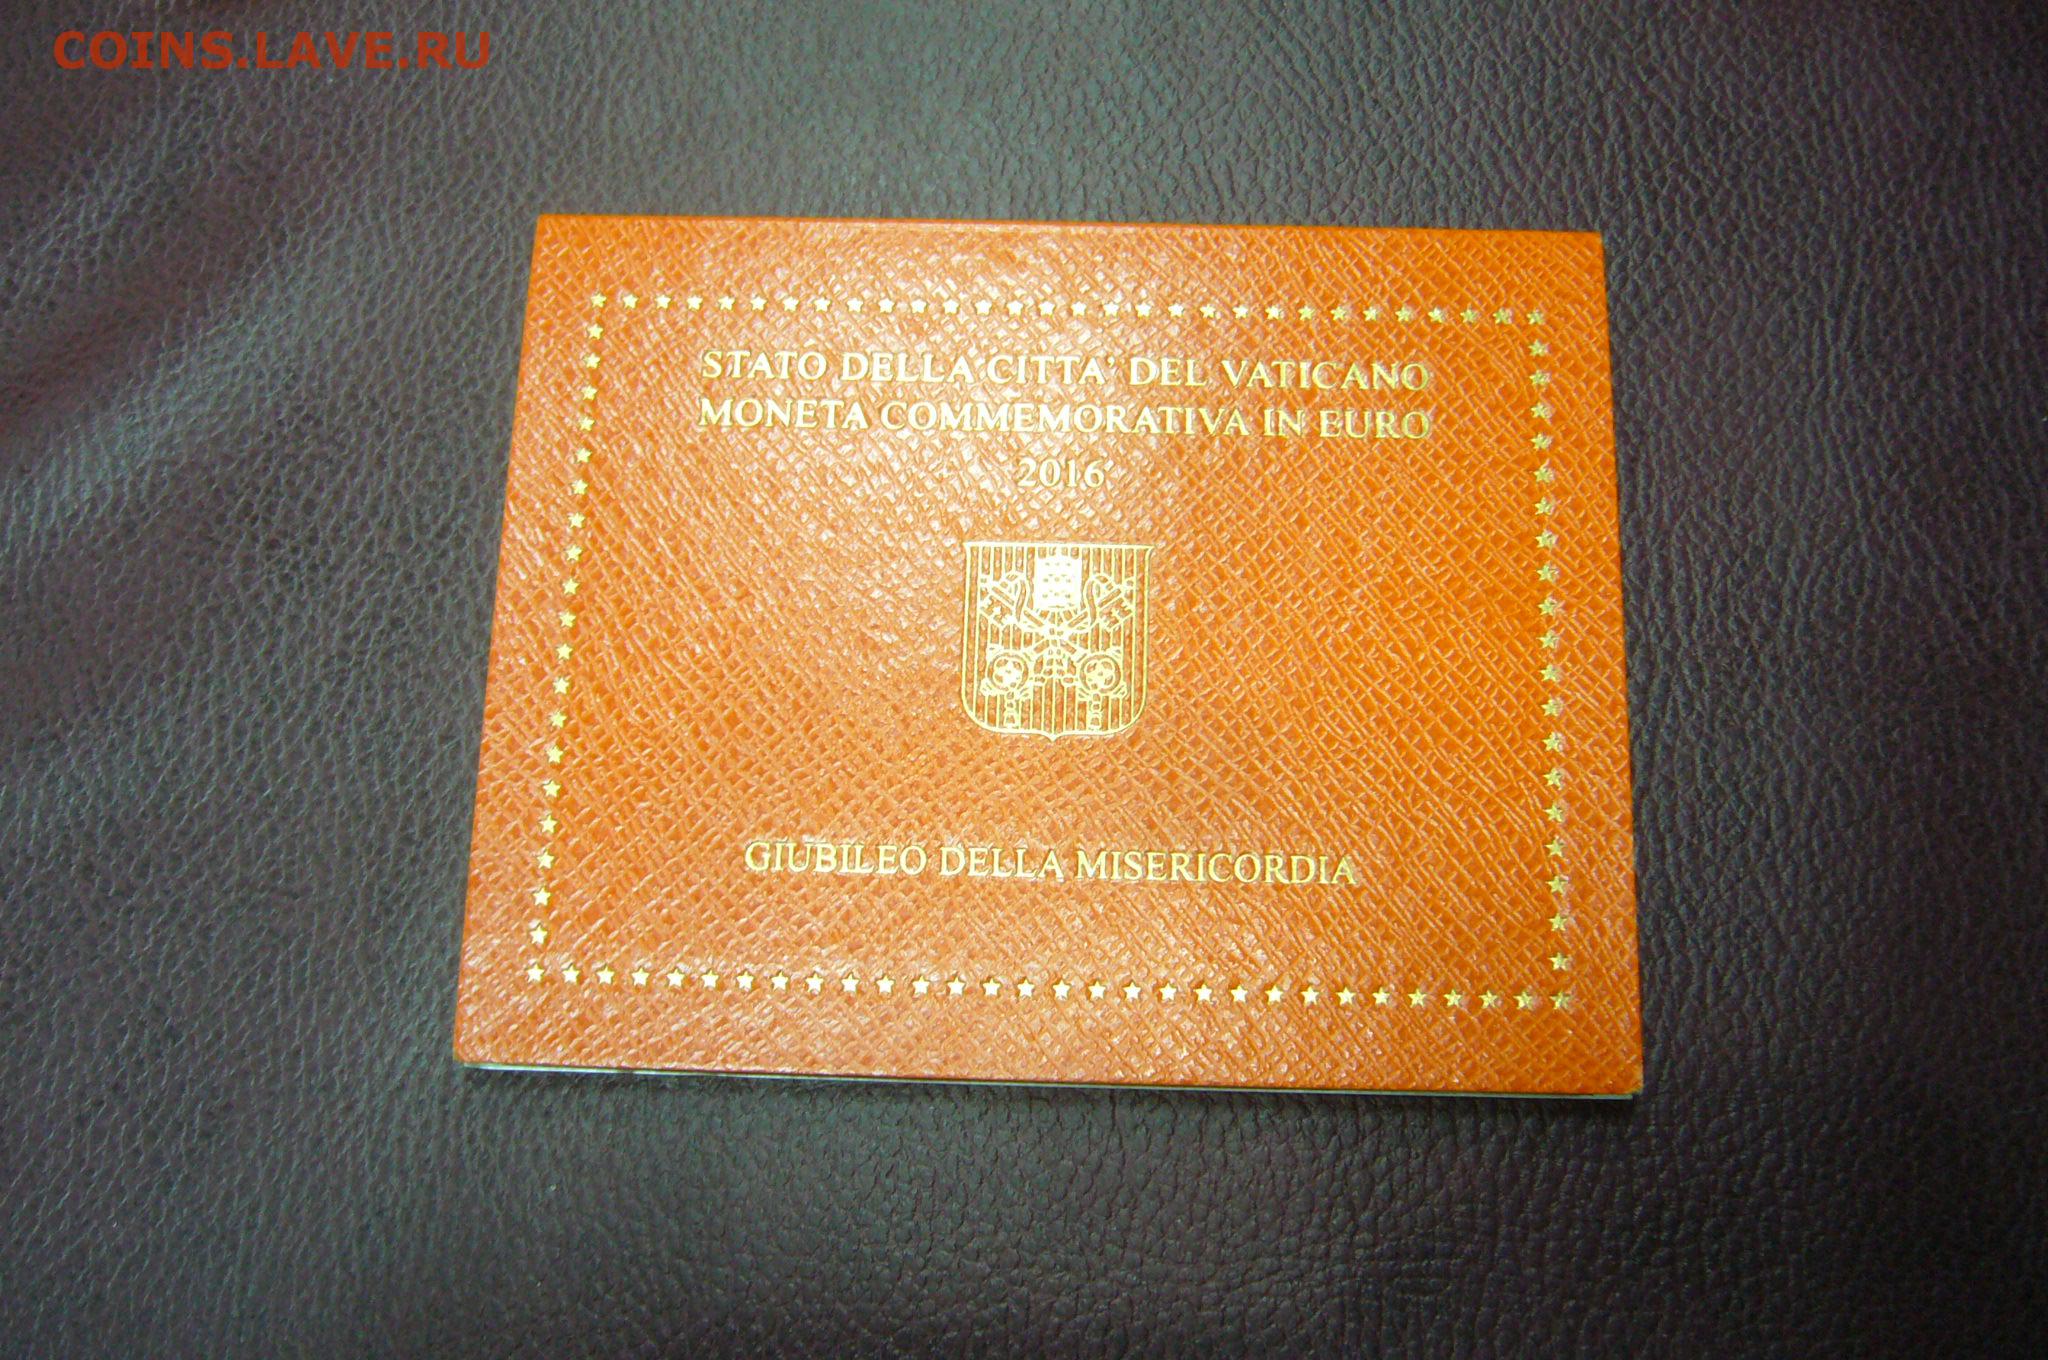 COINS.LAVE.RU
STATO DELLA CITTA' DEL VATICANO
MONETA COMMEMORATIVA IN EURO
2016
GIUBILEO DELLA MISERICORDIA